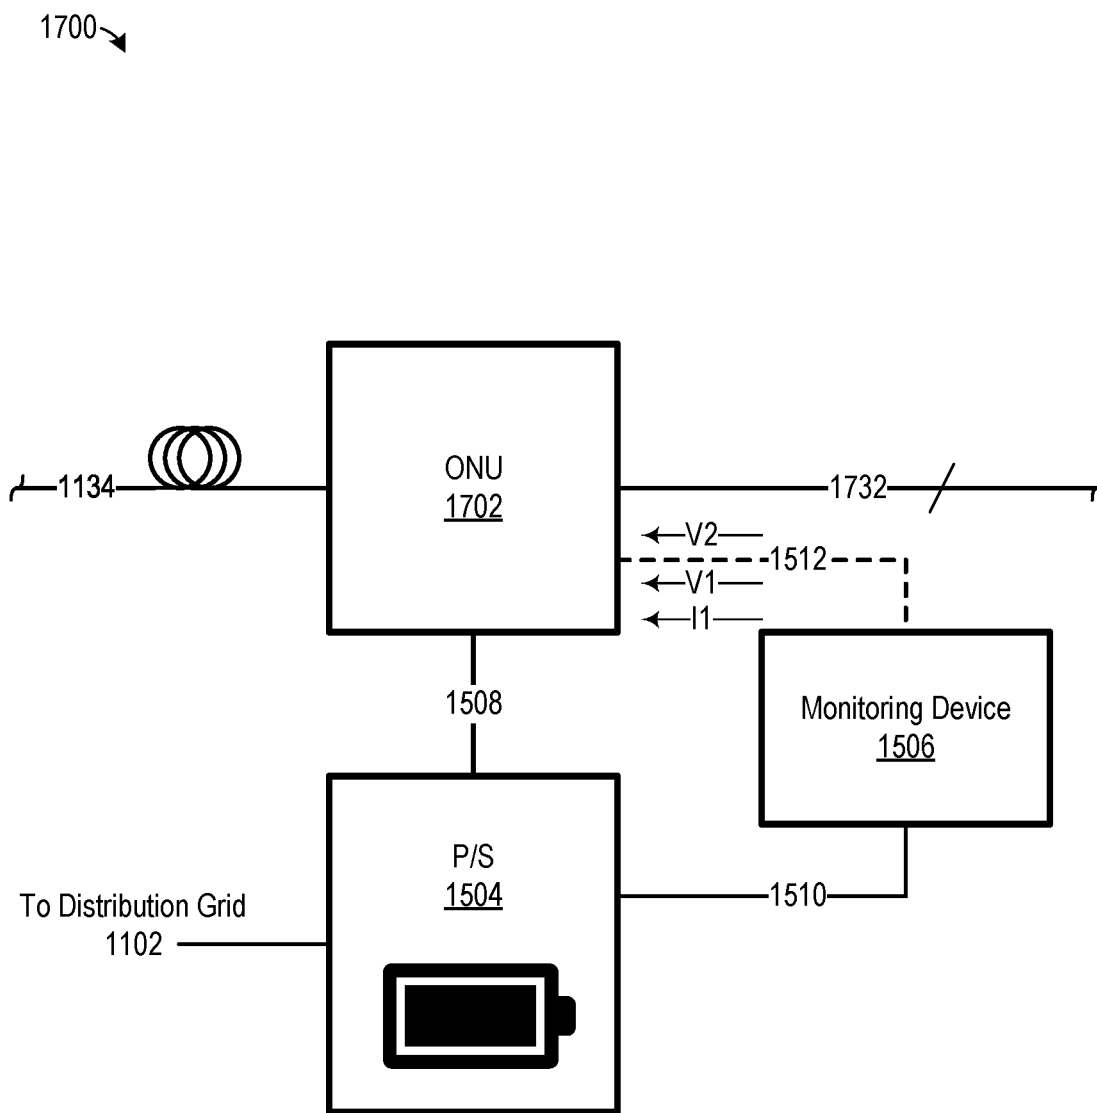 1700
ONU
1702
1134
1732
V2
1512
V1
I1
1508
Monitoring Device
1506
P/S
1504
1510
To Distribution Grid
1102